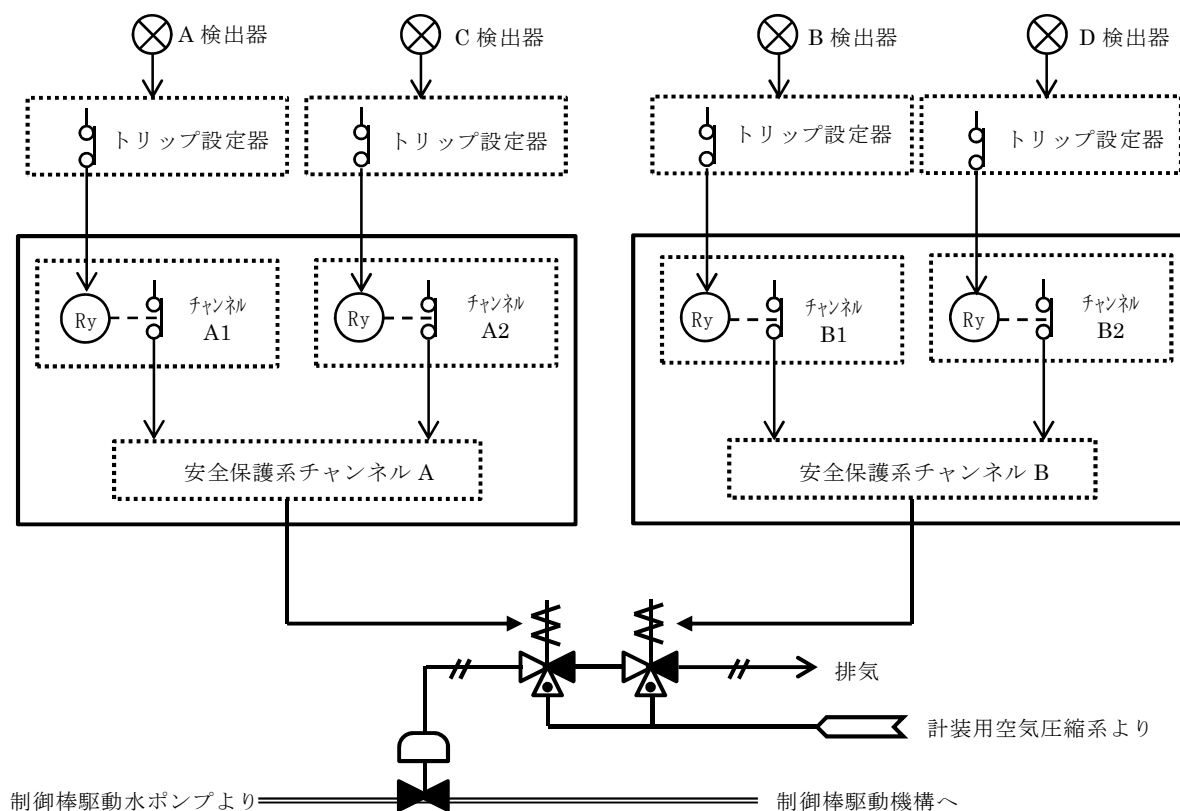 A 検出器
C 検出器
B 検出器
D 検出器
トリップ設定器
トリップ設定器
トリップ設定器
トリップ設定器
Ry
チャンネル
A1
Ry
チャンネル
A2
Ry
チャンネル
B1
Ry
チャンネル
B2
安全保護系チャンネル A
安全保護系チャンネル B
排気
計装用空気圧縮系より
制御棒駆動水ポンプより
制御棒駆動機構へ